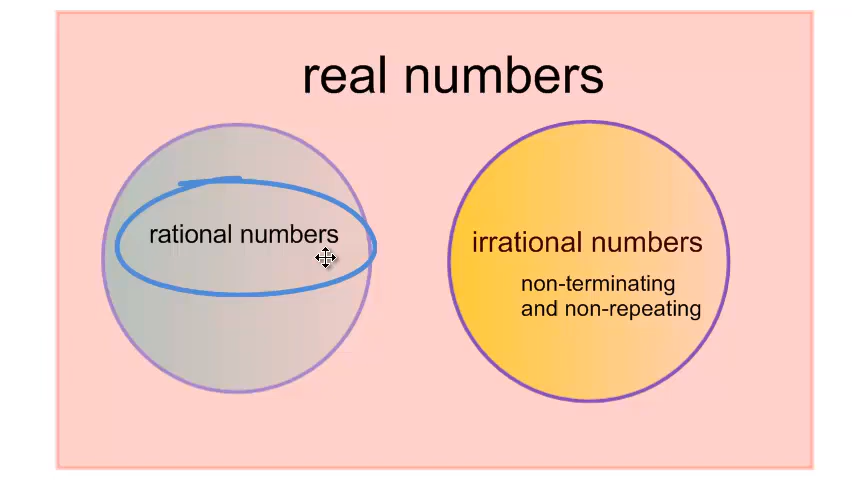 real numbers
rational numbers
irrational numbers
non-terminating
and non-repeating